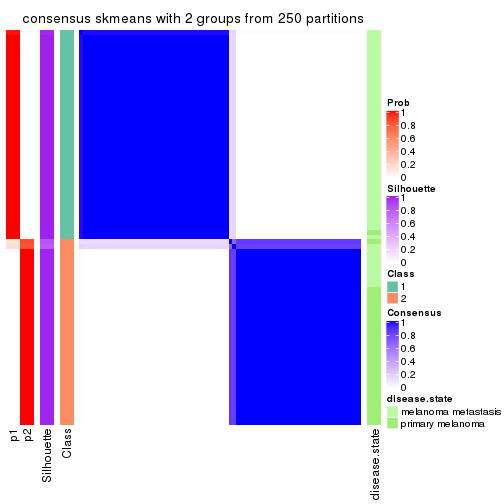 consensus skmeans with 2 groups from 250 partitions
Prob
1
0.8
0.6
0.4
0.2
0
Silhouette
1
0.8
0.6
0.4
0.2
0
Class
1
2
Consensus
1
0.8
0.6
0.4
0.2
0
disease.state
melanoma metastasis
primary melanoma
p1
p2
Silhouette
Class
disease.state